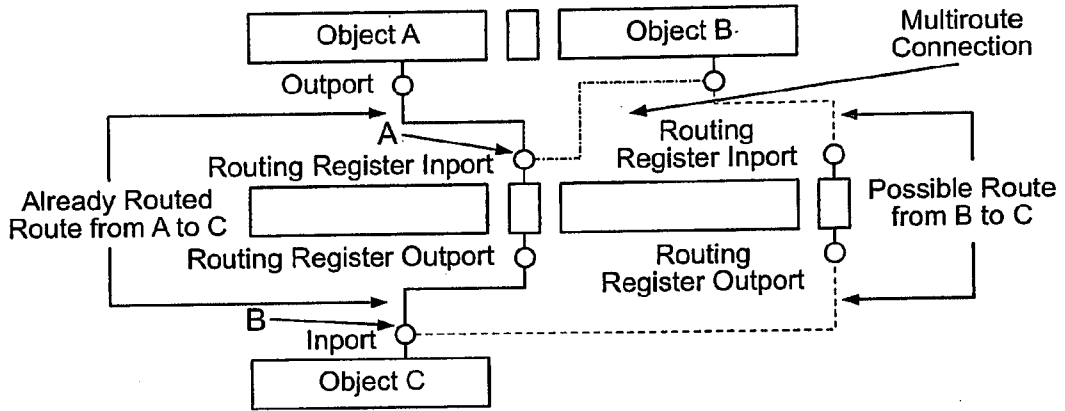 Object A
Object B
Multiroute
Connection
Outport
A
Routing Register Inport
Routing
Register Inport
Already Routed
Route from A to C
Possible Route
from B to C
Routing Register Outport
Routing
Register Outport
B
Inport
Object C